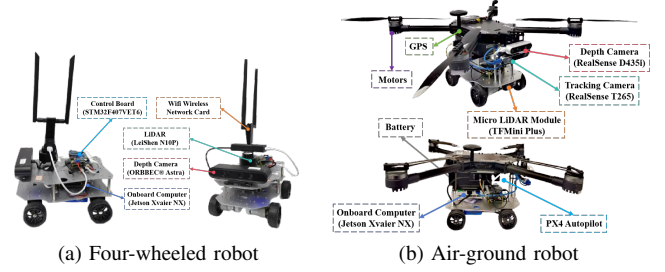 Control Board
(STM32F407VET6)
Wifi Wireless
Network Card
LiDAR
(LeiShen N10P)
Depth Camera
(ORBBEC® Astra)
Onboard Computer
(Jetson Xvaier NX)
(a) Four-wheeled robot
GPS
Motors
Depth Camera
(RealSense D435i)
Tracking Camera
(RealSense T265)
Micro LiDAR Module
(TFMini Plus)
Battery
Onboard Computer
(Jetson Xvaier NX)
PX4 Autopilot
(b) Air-ground robot